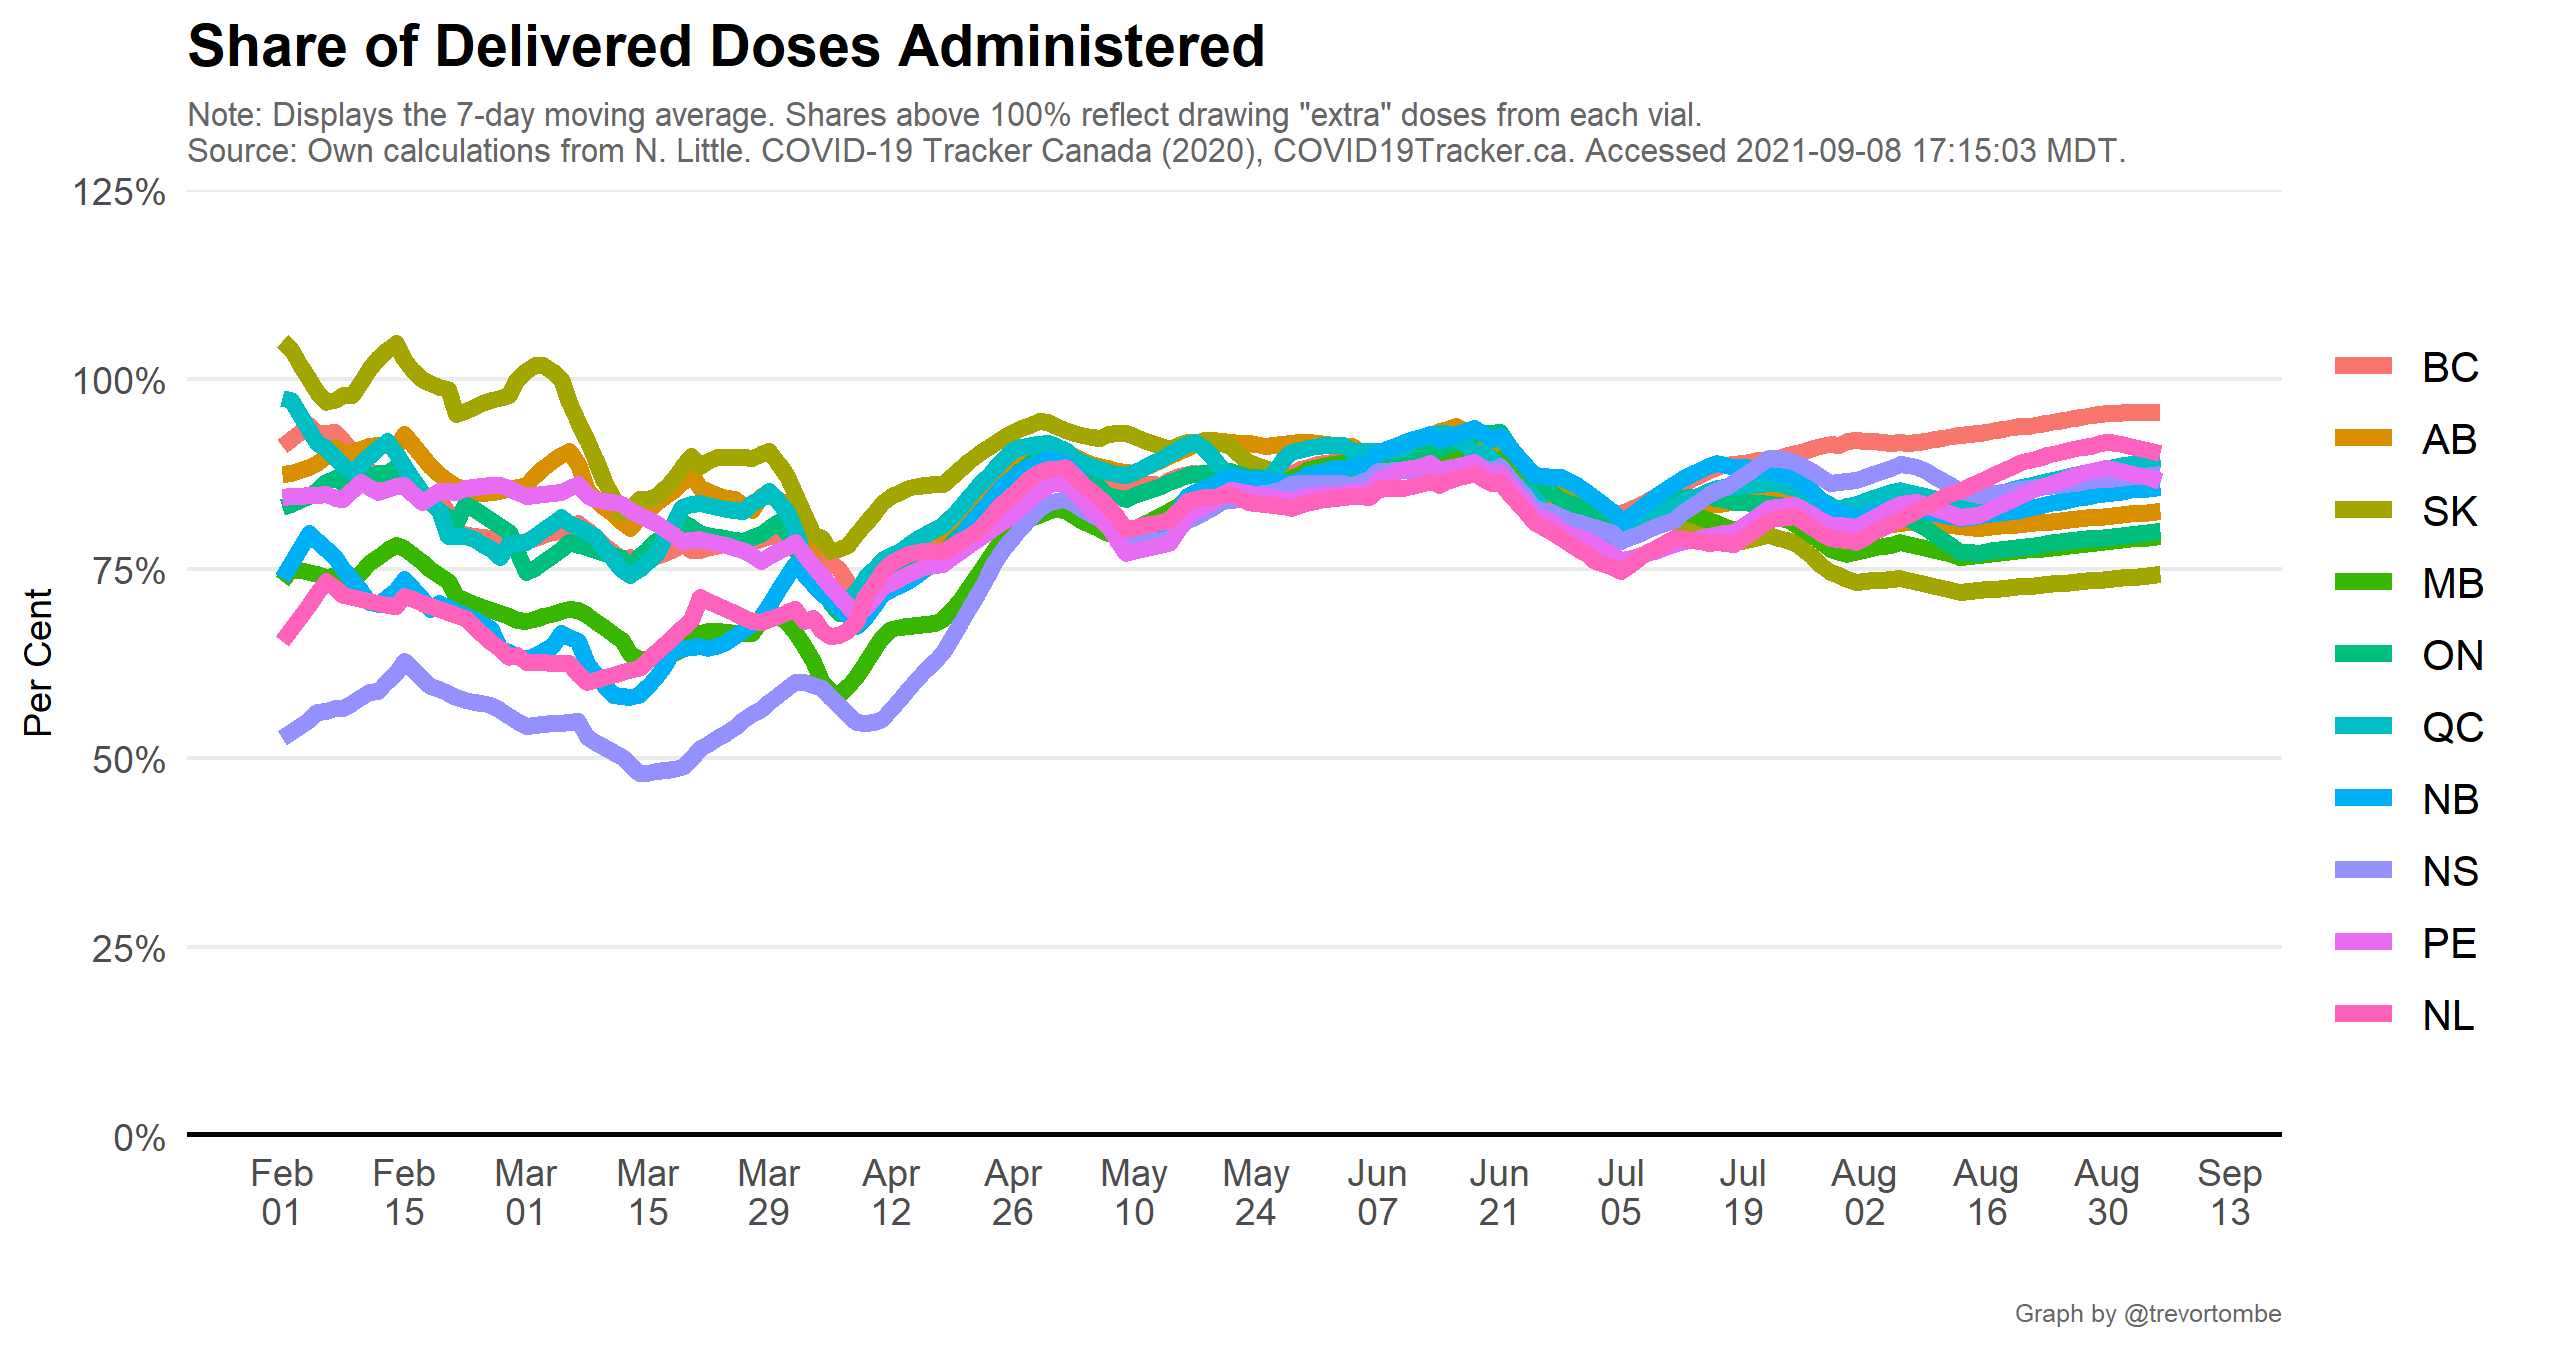 Share of Delivered Doses Administered
Note: Displays the 7-day moving average. Shares above 100% reflect drawing "extra" doses from each vial.
Source: Own calculations from N. Little. COVID-19 Tracker Canada (2020), COVID19Tracker.ca. Accessed 2021-09-08 17:15:03 MDT.
125%
100%
75%
50%
25%
0%
Per Cent
Feb Feb Mar Mar Mar Apr Apr May May Jun Jun Jul Jul Aug Aug Aug Sep
01 15 01 15 29 12 26 10 24 07 21 05 19 02 16 30 13
BC
AB
SK
MB
ON
QC
NB
NS
PE
NL
Graph by @trevortombe